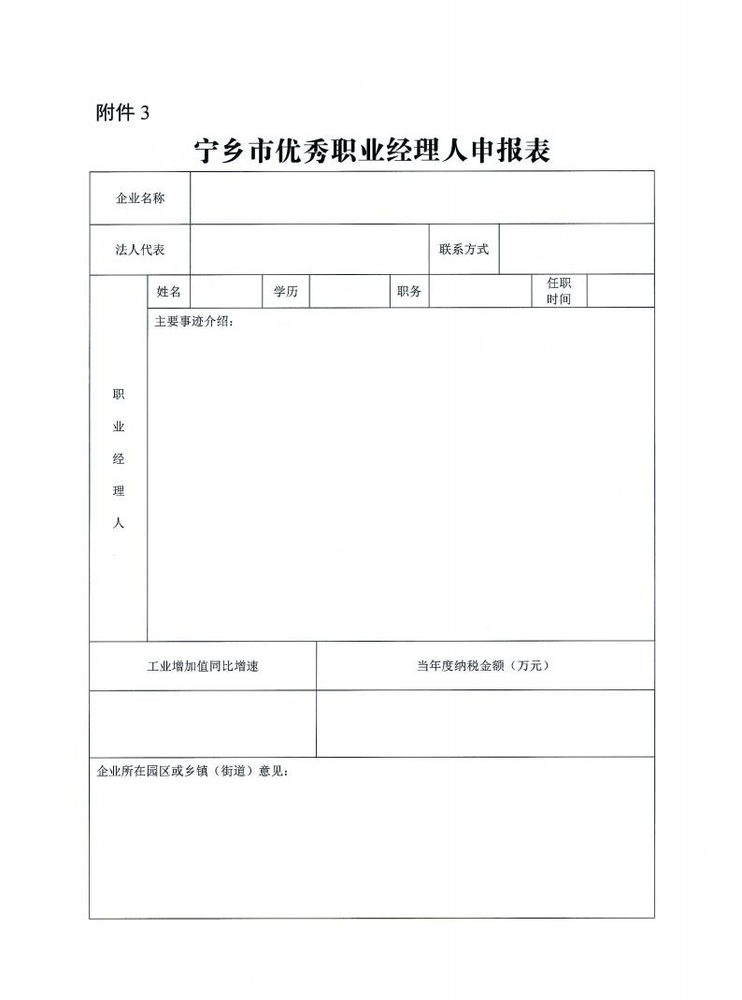 附件 3
宁乡市优秀职业经理人申报表
企业名称
法人代表
联系方式
职业经理人
姓名
学历
职务
任职
时间
主要事迹介绍：
工业增加值同比增速
当年度纳税金额（万元）
企业所在园区或乡镇（街道）意见：